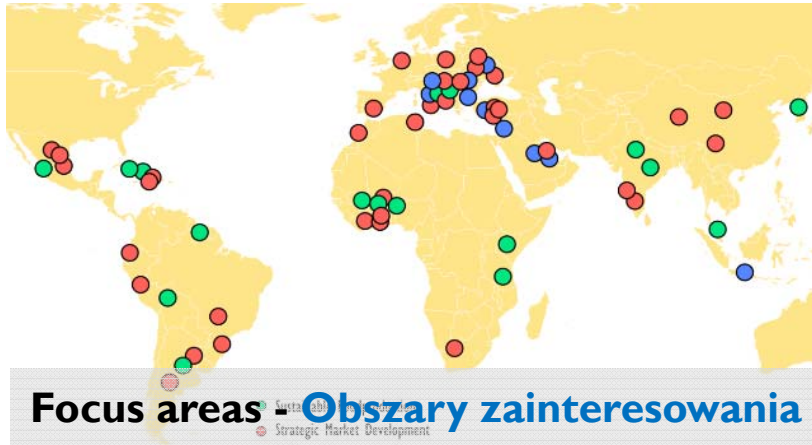 Focus areas - Obszary zainteresowania
Strategic Market Development